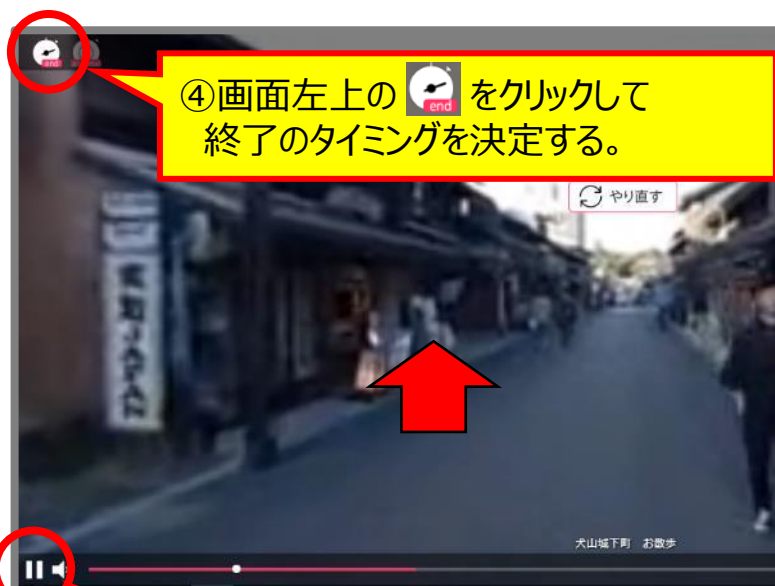 end
④画面左上の end をクリックして
終了のタイミングを決定する。
やり直す
犬山城下町 お散歩